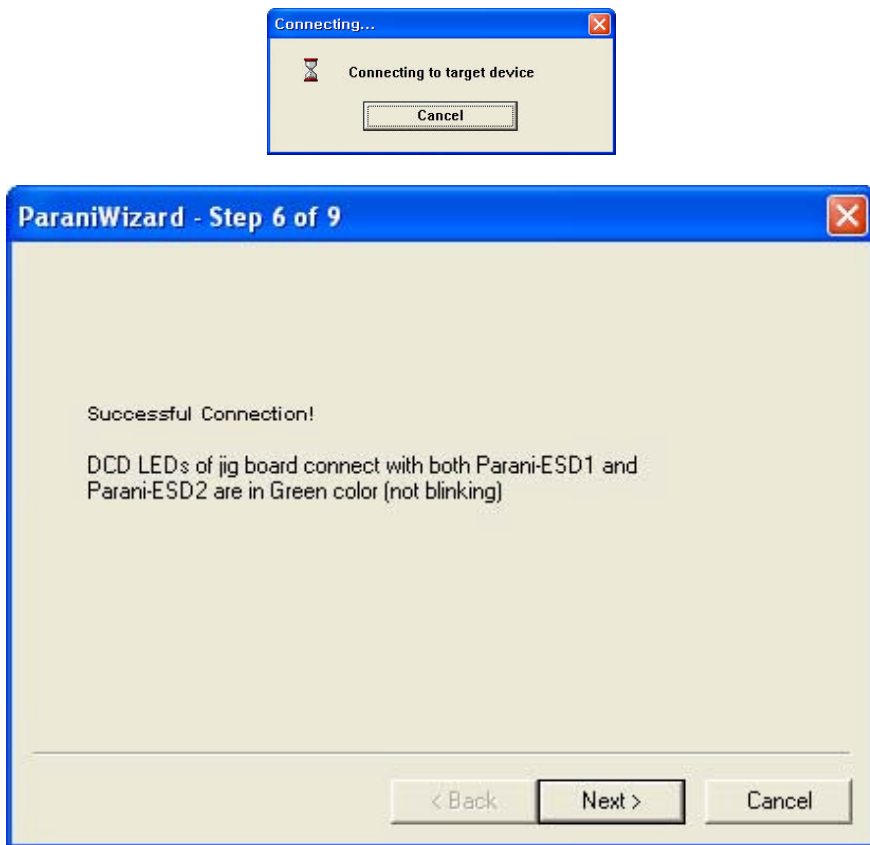 Connecting...
Connecting to target device
Cancel
ParaniWizard - Step 6 of 9
Successful Connection!
DCD LEDs of jig board connect with both Parani-ESD1 and
Parani-ESD2 are in Green color (not blinking)
< Back Next > Cancel